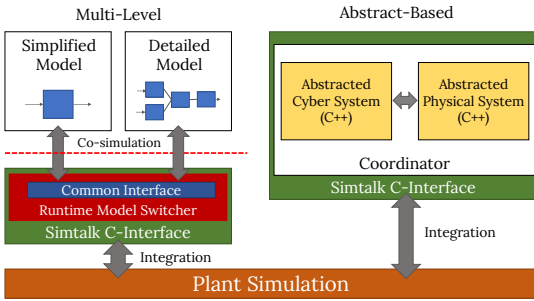 Multi-Level
Simplified
Model
Detailed
Model
Co-simulation
Common Interface
Runtime Model Switcher
Simtalk C-Interface
Integration
Abstract-Based
Abstracted
Cyber System
(C++)
Abstracted
Physical System
(C++)
Coordinator
Simtalk C-Interface
Integration
Plant Simulation